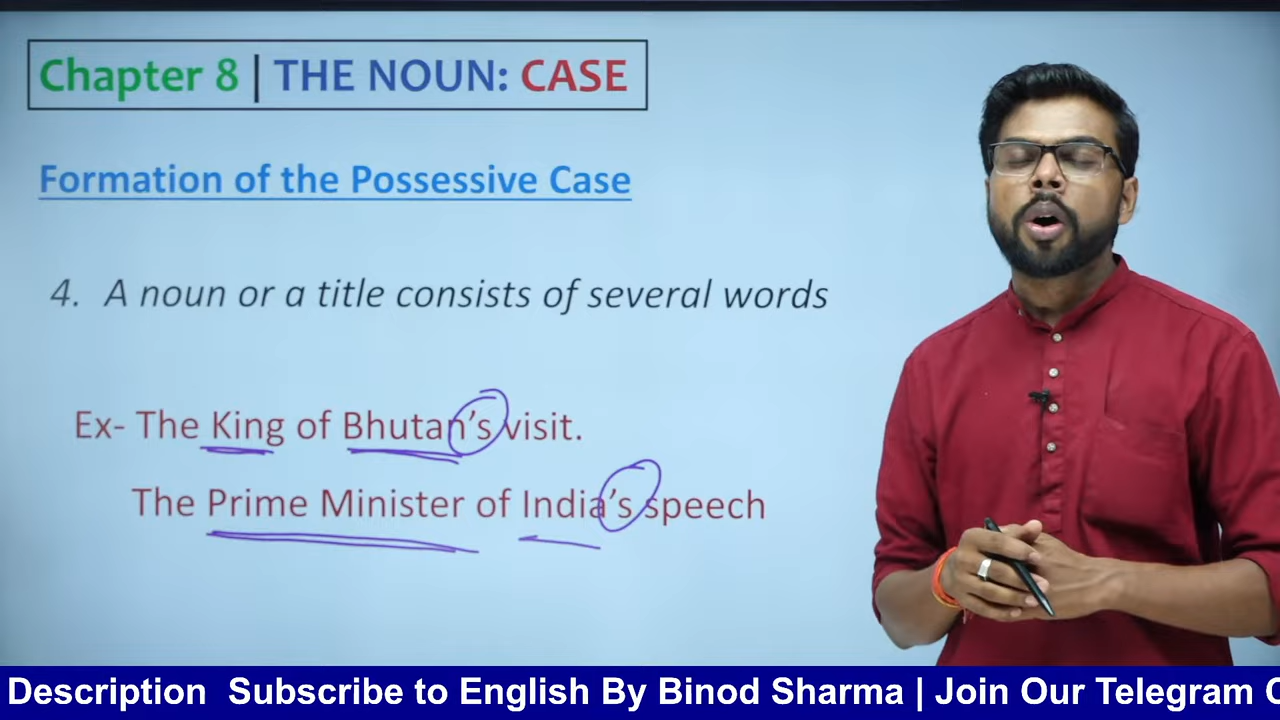 Chapter 8 | THE NOUN: CASE
Formation of the Possessive Case
4. A noun or a title consists of several words
Ex- The King of Bhutan's visit.
The Prime Minister of India's speech
Description Subscribe to English By Binod Sharma | Join Our Telegram C